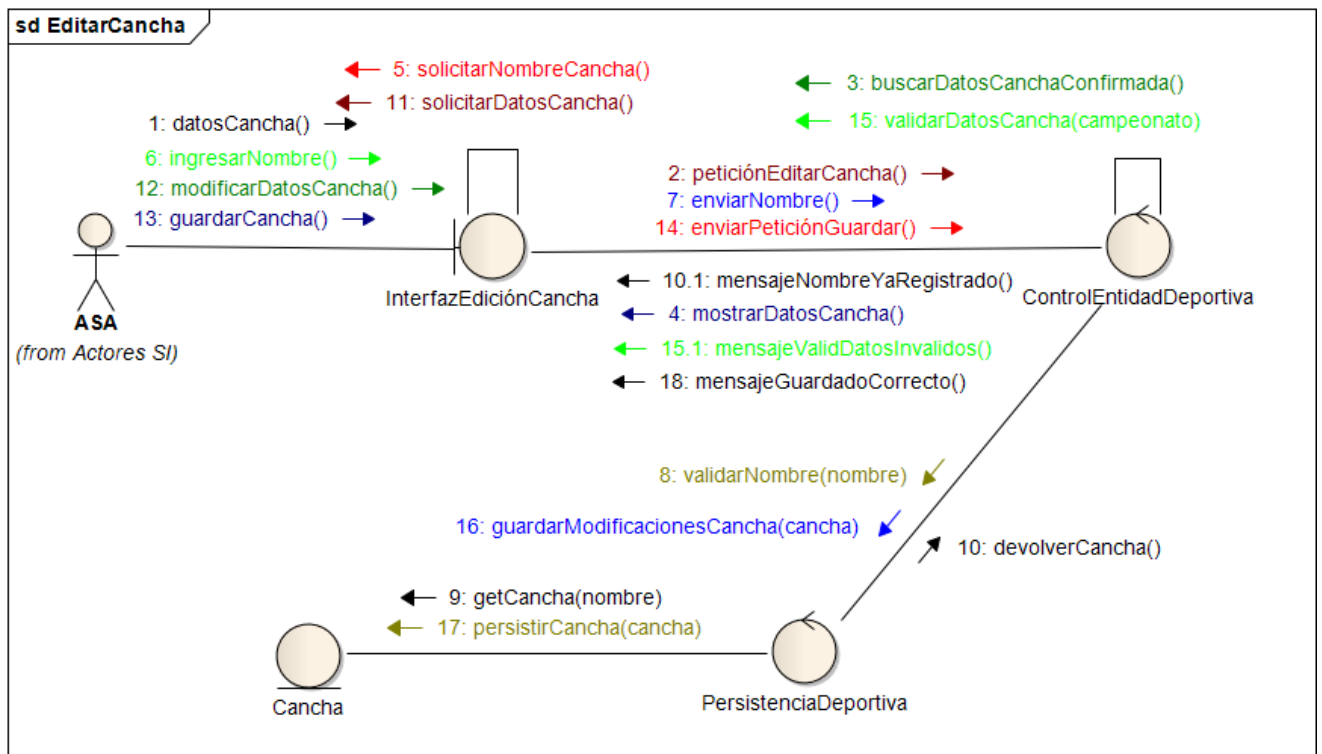 sd EditarCancha
5: solicitarNombreCancha()
11: solicitarDatosCancha()
1: datosCancha()
6: ingresarNombre()
12: modificarDatosCancha()
13: guardarCancha()
3: buscarDatosCanchaConfirmada()
15: validarDatosCancha(campeonato)
2: peticiónEditarCancha()
7: enviarNombre()
14: enviarPeticiónGuardar()
ASA
(from Actores SI)
InterfazEdiciónCancha
10.1: mensajeNombreYaRegistrado()
4: mostrarDatosCancha()
15.1: mensajeValidDatosInvalidos()
18: mensajeGuardadoCorrecto()
ControlEntidadDeportiva
8: validarNombre(nombre)
16: guardarModificacionesCancha(cancha)
10: devolverCancha()
9: getCancha(nombre)
17: persistirCancha(cancha)
Cancha
PersistenciaDeportiva